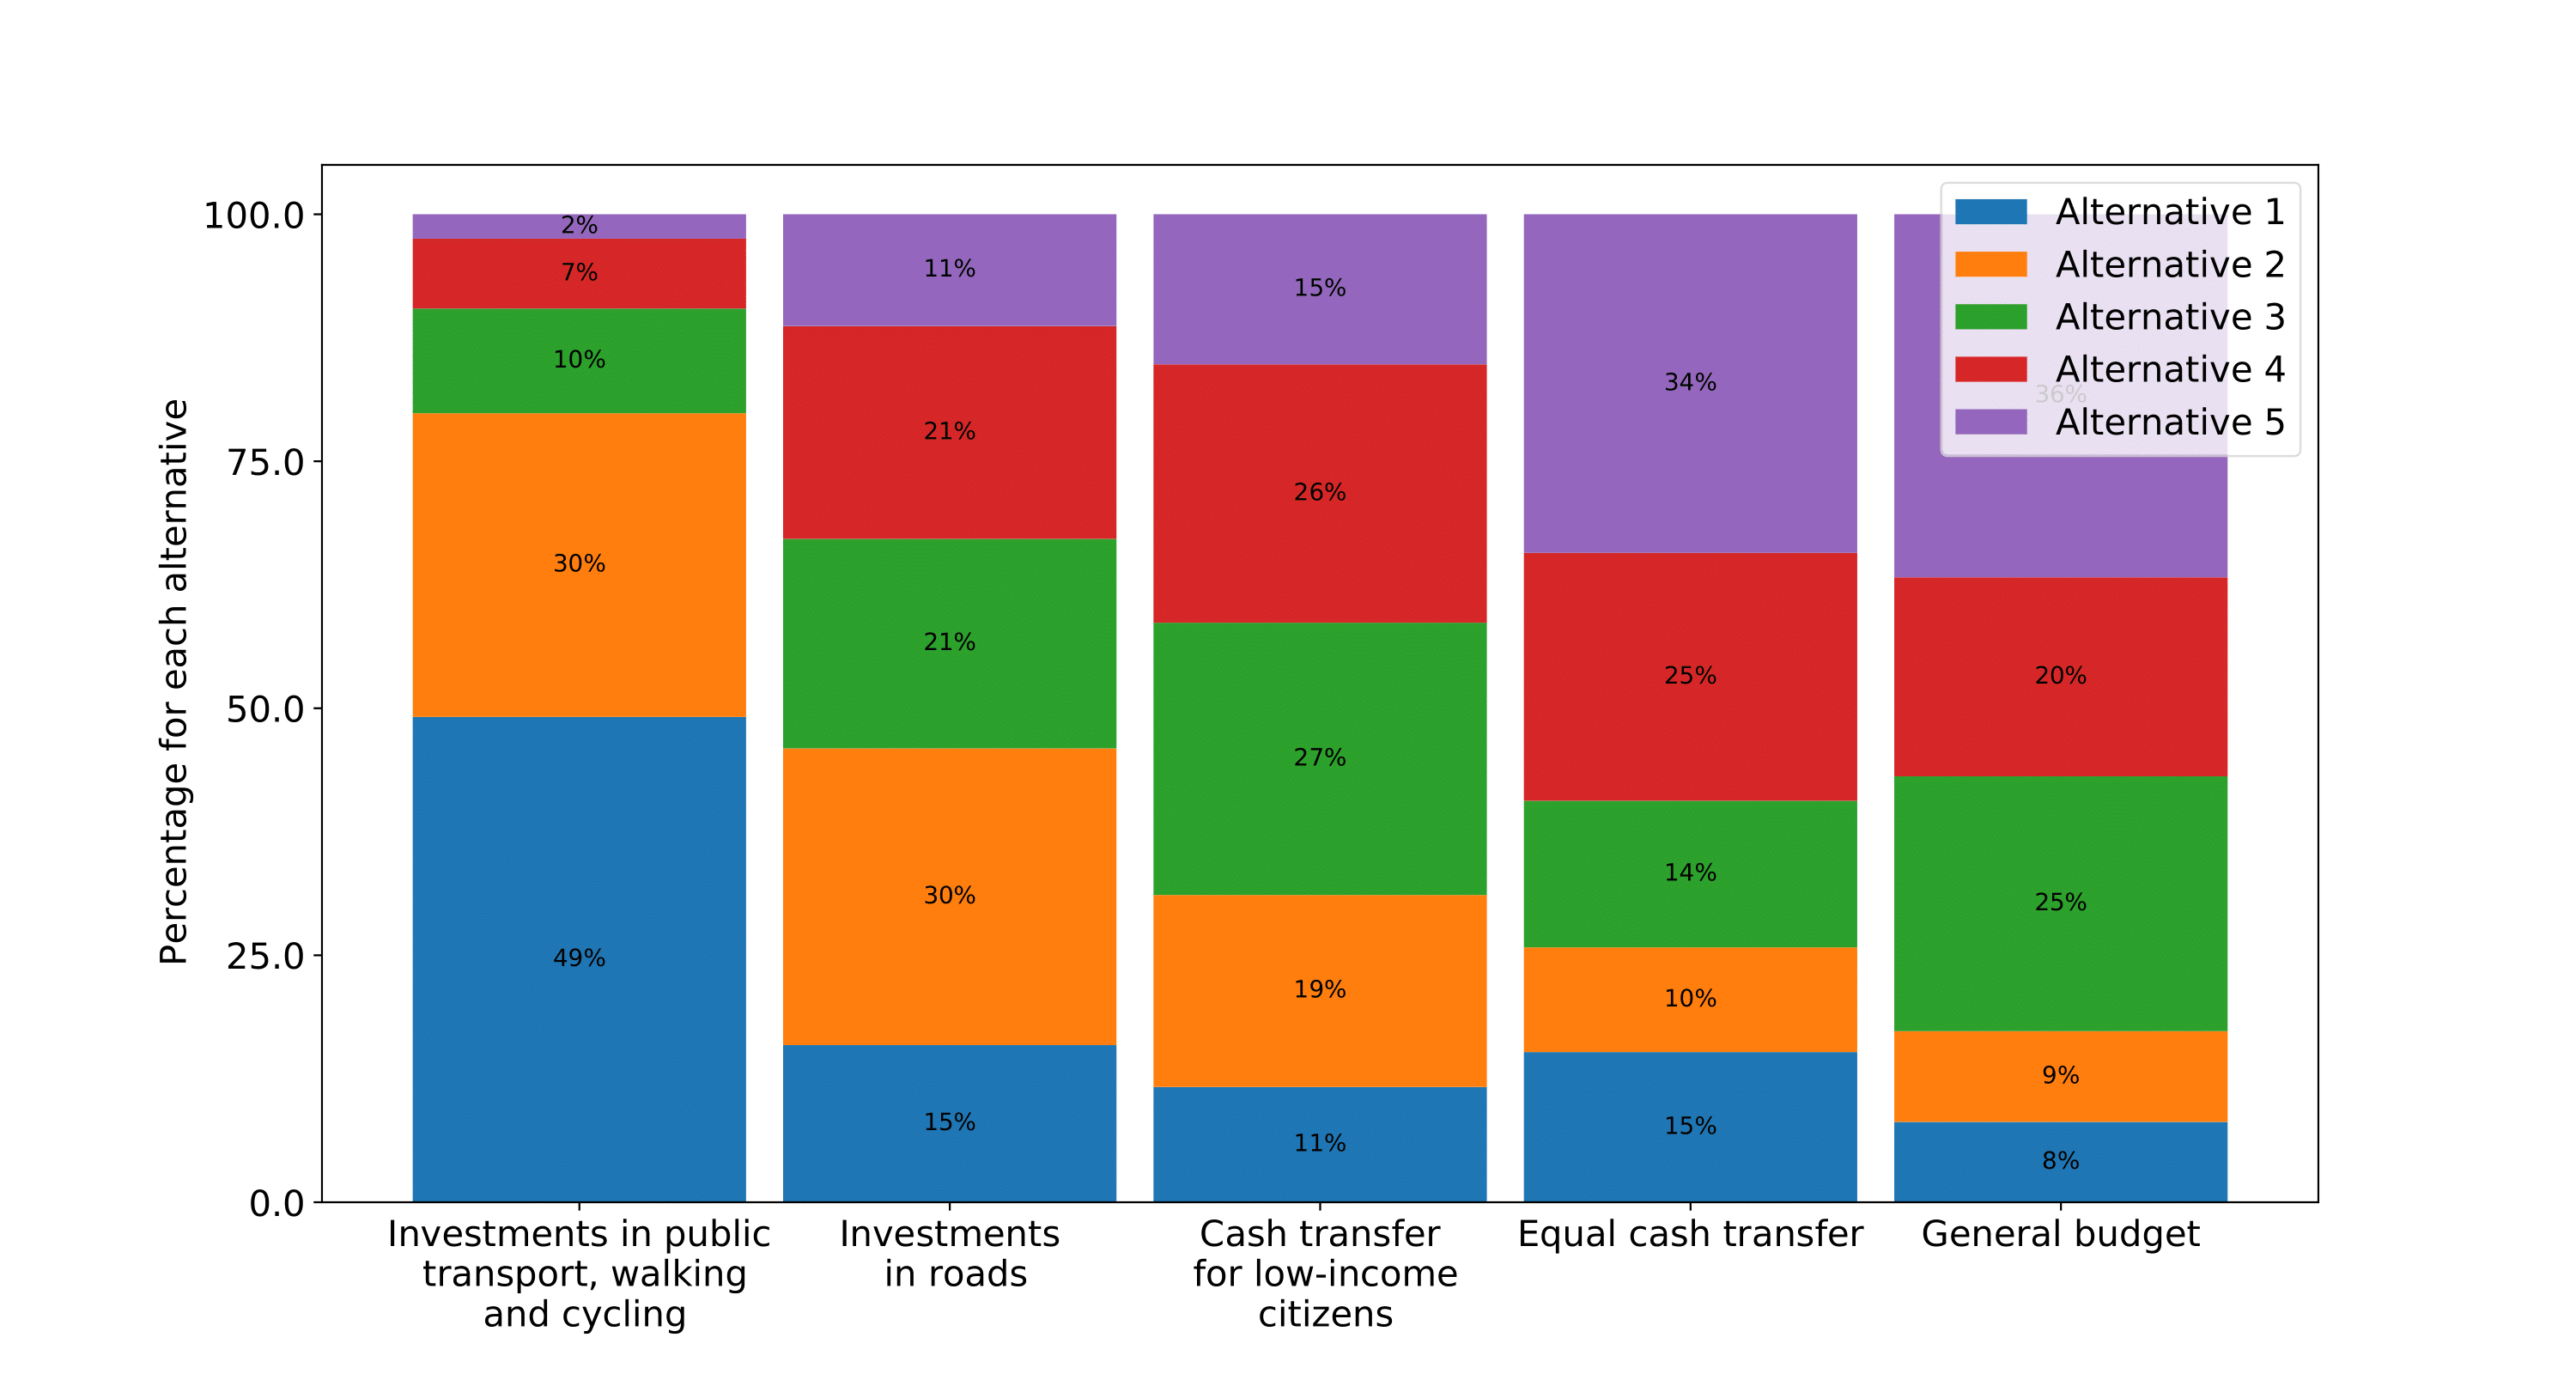 Percentage for each alternative
100.0
75.0
50.0
25.0
0.0
2%
7%
10%
30%
49%
11%
21%
21%
30%
15%
15%
26%
27%
19%
11%
34%
25%
14%
10%
15%
36%
20%
25%
9%
8%
Alternative 1
Alternative 2
Alternative 3
Alternative 4
Alternative 5
Investments in public
transport, walking
and cycling
Investments
in roads
Cash transfer
for low-income
citizens
Equal cash transfer
General budget